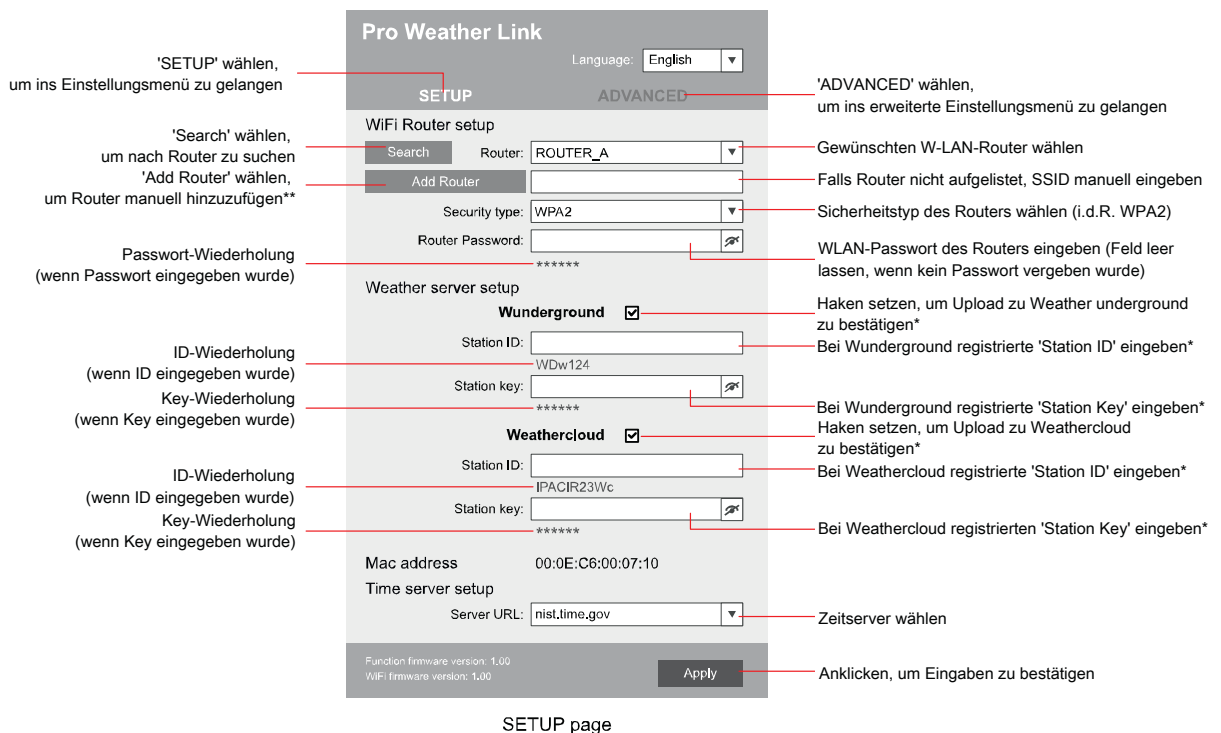 Pro Weather Link
Language: English
'SETUP' wählen,
um ins Einstellungsmenü zu gelangen
SETUP
ADVANCED
'ADVANCED' wählen,
um ins erweiterte Einstellungsmenü zu gelangen
WiFi Router setup
'Search' wählen,
um nach Router zu suchen
Search
Router: ROUTER_A
Gewünschten W-LAN-Router wählen
'Add Router' wählen,
um Router manuell hinzuzufügen**
Add Router
Falls Router nicht aufgelistet, SSID manuell eingeben
Security type: WPA2
Sicherheitstyp des Routers wählen (i.d.R. WPA2)
Router Password:
WLAN-Passwort des Routers eingeben (Feld leer
lassen, wenn kein Passwort vergeben wurde)
Passwort-Wiederholung
(wenn Passwort eingegeben wurde)
******
Weather server setup
Wunderground
Haken setzen, um Upload zu Weather underground
zu bestätigen*
Station ID:
Bei Wunderground registrierte 'Station ID' eingeben*
ID-Wiederholung
(wenn ID eingegeben wurde)
WDw124
Station key:
Bei Wunderground registrierte 'Station Key' eingeben*
Key-Wiederholung
(wenn Key eingegeben wurde)
******
Weathercloud
Haken setzen, um Upload zu Weathercloud
zu bestätigen*
Station ID:
Bei Weathercloud registrierte 'Station ID' eingeben*
ID-Wiederholung
(wenn ID eingegeben wurde)
IPACIR23Wc
Station key:
Bei Weathercloud registrierten 'Station Key' eingeben*
Key-Wiederholung
(wenn Key eingegeben wurde)
******
Mac address 00:0E:C6:00:07:10
Time server setup
Server URL: nist.time.gov
Zeitserver wählen
Function firmware version: 1.00
WiFi firmware version: 1.00
Apply
Anklicken, um Eingaben zu bestätigen
SETUP page